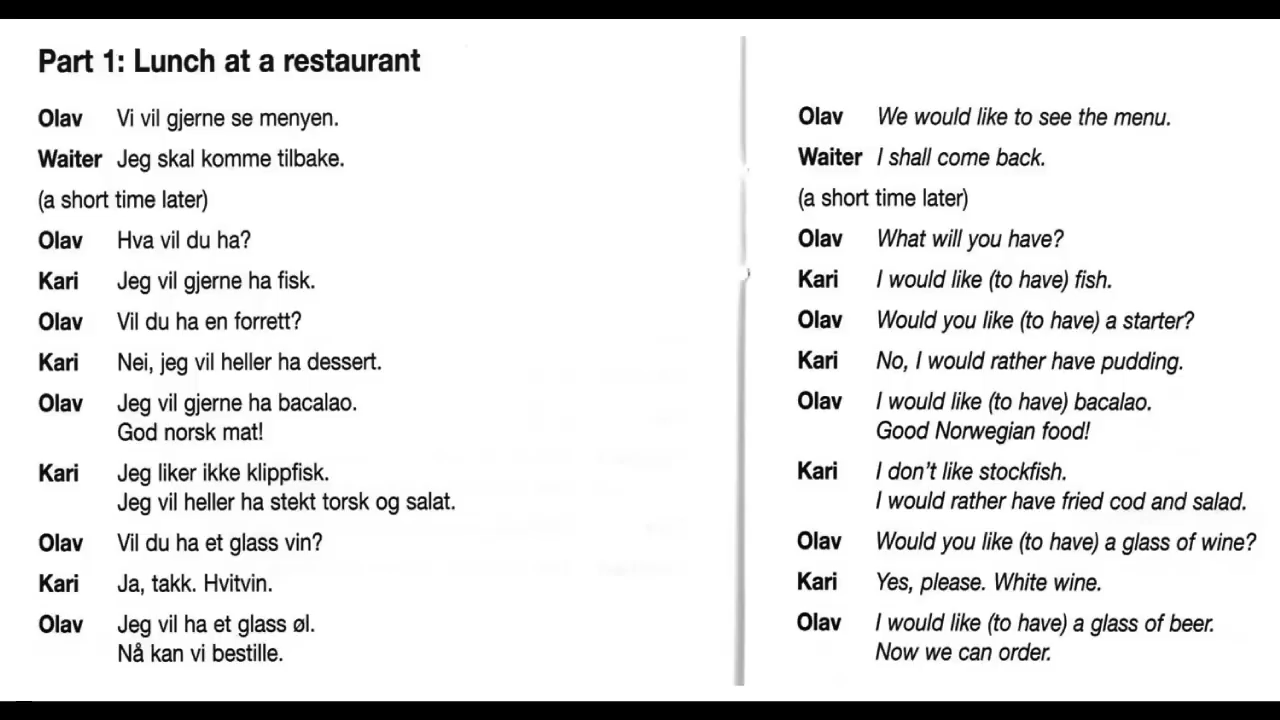 Part 1: Lunch at a restaurant
Olav Vi vil gjerne se menyen.
Waiter Jeg skal komme tilbake.
(a short time later)
Olav Hva vil du ha?
Kari Jeg vil gjerne ha fisk.
Olav Vil du ha en forrett?
Kari Nei, jeg vil heller ha dessert.
Olav Jeg vil gjerne ha bacalao.
God norsk mat!
Kari Jeg liker ikke klippfisk.
Jeg vil heller ha stekt torsk og salat.
Olav Vil du ha et glass vin?
Kari Ja, takk. Hvitvin.
Olav Jeg vil ha et glass øl.
Nå kan vi bestille.
Olav We would like to see the menu.
Waiter I shall come back.
(a short time later)
Olav What will you have?
Kari I would like (to have) fish.
Olav Would you like (to have) a starter?
Kari No, I would rather have pudding.
Olav I would like (to have) bacalao.
Good Norwegian food!
Kari I don't like stockfish.
I would rather have fried cod and salad.
Olav Would you like (to have) a glass of wine?
Kari Yes, please. White wine.
Olav I would like (to have) a glass of beer.
Now we can order.